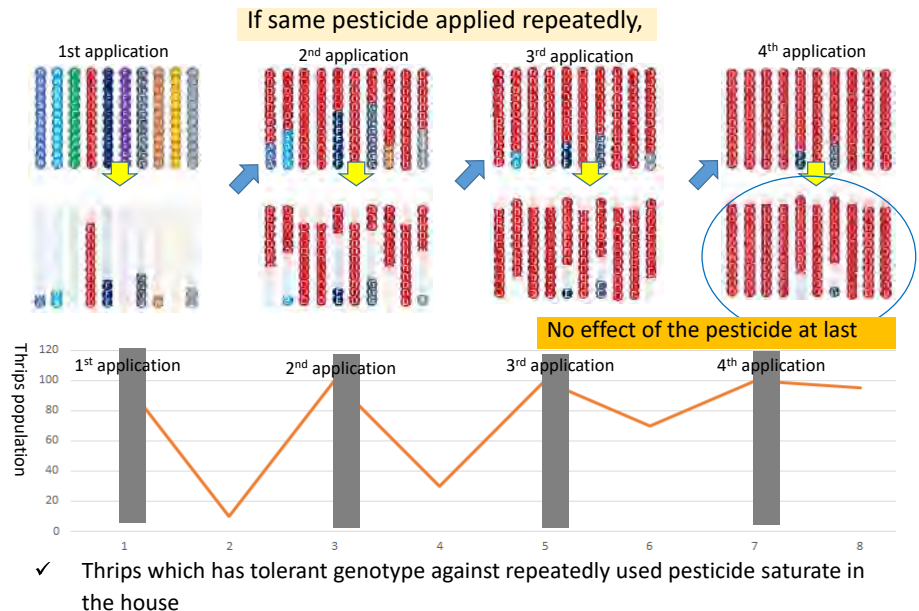 If same pesticide applied repeatedly,
1st application
2nd application
3rd application
4th application
No effect of the pesticide at last
Thrips population
120
100
80
60
40
20
0
1st application
2nd application
3rd application
4th application
1 2 3 4 5 6 7 8
✓ Thrips which has tolerant genotype against repeatedly used pesticide saturate in
the house